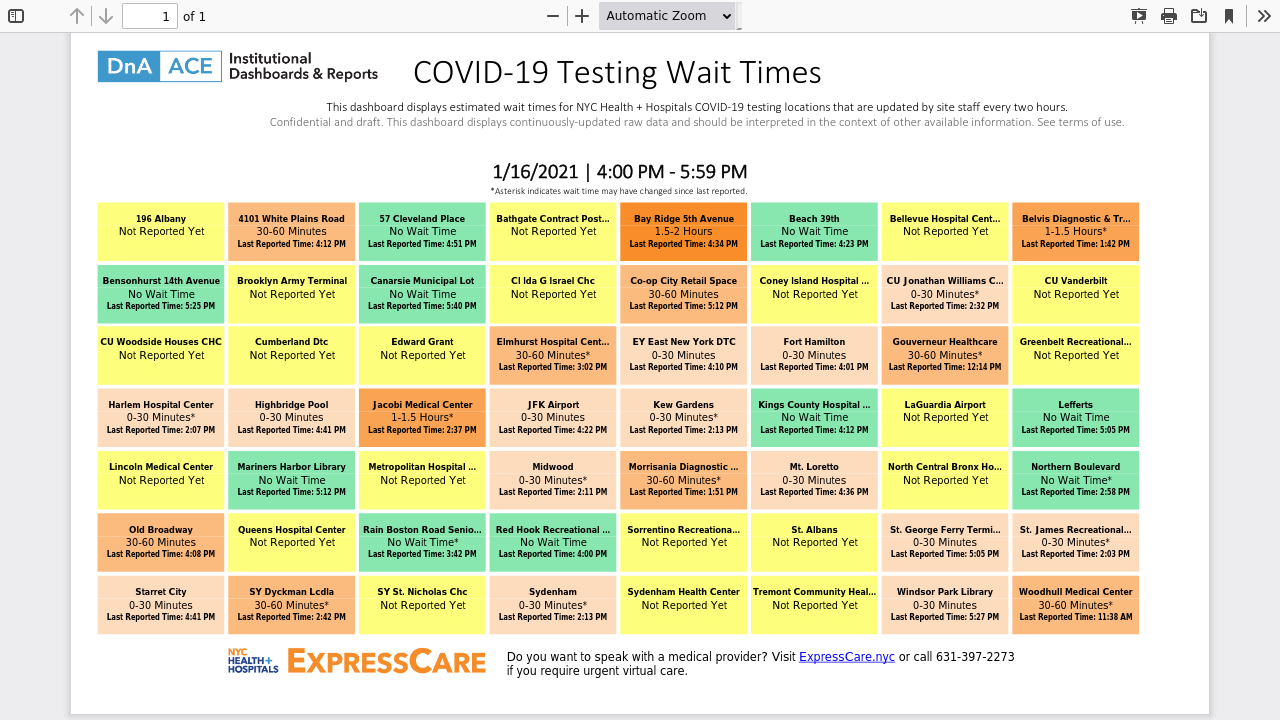 1 of 1 Automatic Zoom
DnA ACE Institutional
Dashboards & Reports
COVID-19 Testing Wait Times
This dashboard displays estimated wait times for NYC Health + Hospitals COVID-19 testing locations that are updated by site staff every two hours.
Confidential and draft. This dashboard displays continuously-updated raw data and should be interpreted in the context of other available information. See terms of use.
1/16/2021 | 4:00 PM - 5:59 PM
*Asterisk indicates wait time may have changed since last reported.
196 Albany
Not Reported Yet
4101 White Plains Road
30-60 Minutes
Last Reported Time: 4:12 PM
57 Cleveland Place
No Wait Time
Last Reported Time: 4:51 PM
Bathgate Contract Post...
Not Reported Yet
Bay Ridge 5th Avenue
1.5-2 Hours
Last Reported Time: 4:34 PM
Beach 39th
No Wait Time
Last Reported Time: 4:23 PM
Bellevue Hospital Cent...
Not Reported Yet
Belvis Diagnostic & Tr...
1-1.5 Hours*
Last Reported Time: 1:42 PM
Bensonhurst 14th Avenue
No Wait Time
Last Reported Time: 5:25 PM
Brooklyn Army Terminal
Not Reported Yet
Canarsie Municipal Lot
No Wait Time
Last Reported Time: 5:40 PM
CI Ida G Israel Chc
Not Reported Yet
Co-op City Retail Space
30-60 Minutes
Last Reported Time: 5:12 PM
Coney Island Hospital ...
Not Reported Yet
CU Jonathan Williams C...
0-30 Minutes*
Last Reported Time: 2:32 PM
CU Vanderbilt
Not Reported Yet
CU Woodside Houses CHC
Not Reported Yet
Cumberland Dtc
Not Reported Yet
Edward Grant
Not Reported Yet
Elmhurst Hospital Cent...
30-60 Minutes*
Last Reported Time: 3:02 PM
EY East New York DTC
0-30 Minutes
Last Reported Time: 4:10 PM
Fort Hamilton
0-30 Minutes
Last Reported Time: 4:01 PM
Gouverneur Healthcare
30-60 Minutes*
Last Reported Time: 12:14 PM
Greenbelt Recreational...
Not Reported Yet
Harlem Hospital Center
0-30 Minutes*
Last Reported Time: 2:07 PM
Highbridge Pool
0-30 Minutes
Last Reported Time: 4:41 PM
Jacobi Medical Center
1-1.5 Hours*
Last Reported Time: 2:37 PM
JFK Airport
0-30 Minutes
Last Reported Time: 4:22 PM
Kew Gardens
0-30 Minutes*
Last Reported Time: 2:13 PM
Kings County Hospital ...
No Wait Time
Last Reported Time: 4:12 PM
LaGuardia Airport
Not Reported Yet
Lefferts
No Wait Time
Last Reported Time: 5:05 PM
Lincoln Medical Center
Not Reported Yet
Mariners Harbor Library
No Wait Time
Last Reported Time: 5:12 PM
Metropolitan Hospital ...
Not Reported Yet
Midwood
0-30 Minutes*
Last Reported Time: 2:11 PM
Morrisania Diagnostic ...
30-60 Minutes*
Last Reported Time: 1:51 PM
Mt. Loretto
0-30 Minutes
Last Reported Time: 4:36 PM
North Central Bronx Ho...
Not Reported Yet
Northern Boulevard
No Wait Time*
Last Reported Time: 2:58 PM
Old Broadway
30-60 Minutes
Last Reported Time: 4:08 PM
Queens Hospital Center
Not Reported Yet
Rain Boston Road Senio...
No Wait Time*
Last Reported Time: 3:42 PM
Red Hook Recreational ...
No Wait Time
Last Reported Time: 4:00 PM
Sorrentino Recreationa...
Not Reported Yet
St. Albans
Not Reported Yet
St. George Ferry Termi...
0-30 Minutes
Last Reported Time: 5:05 PM
St. James Recreational...
0-30 Minutes*
Last Reported Time: 2:03 PM
Starret City
0-30 Minutes
Last Reported Time: 4:41 PM
SY Dyckman Lcdla
30-60 Minutes*
Last Reported Time: 2:42 PM
SY St. Nicholas Chc
Not Reported Yet
Sydenham
0-30 Minutes*
Last Reported Time: 2:13 PM
Sydenham Health Center
Not Reported Yet
Tremont Community Heal...
Not Reported Yet
Windsor Park Library
0-30 Minutes
Last Reported Time: 5:27 PM
Woodhull Medical Center
30-60 Minutes*
Last Reported Time: 11:38 AM
NYC
HEALTH+
HOSPITALS
EXPRESSCARE
Do you want to speak with a medical provider? Visit ExpressCare.nyc or call 631-397-2273
if you require urgent virtual care.